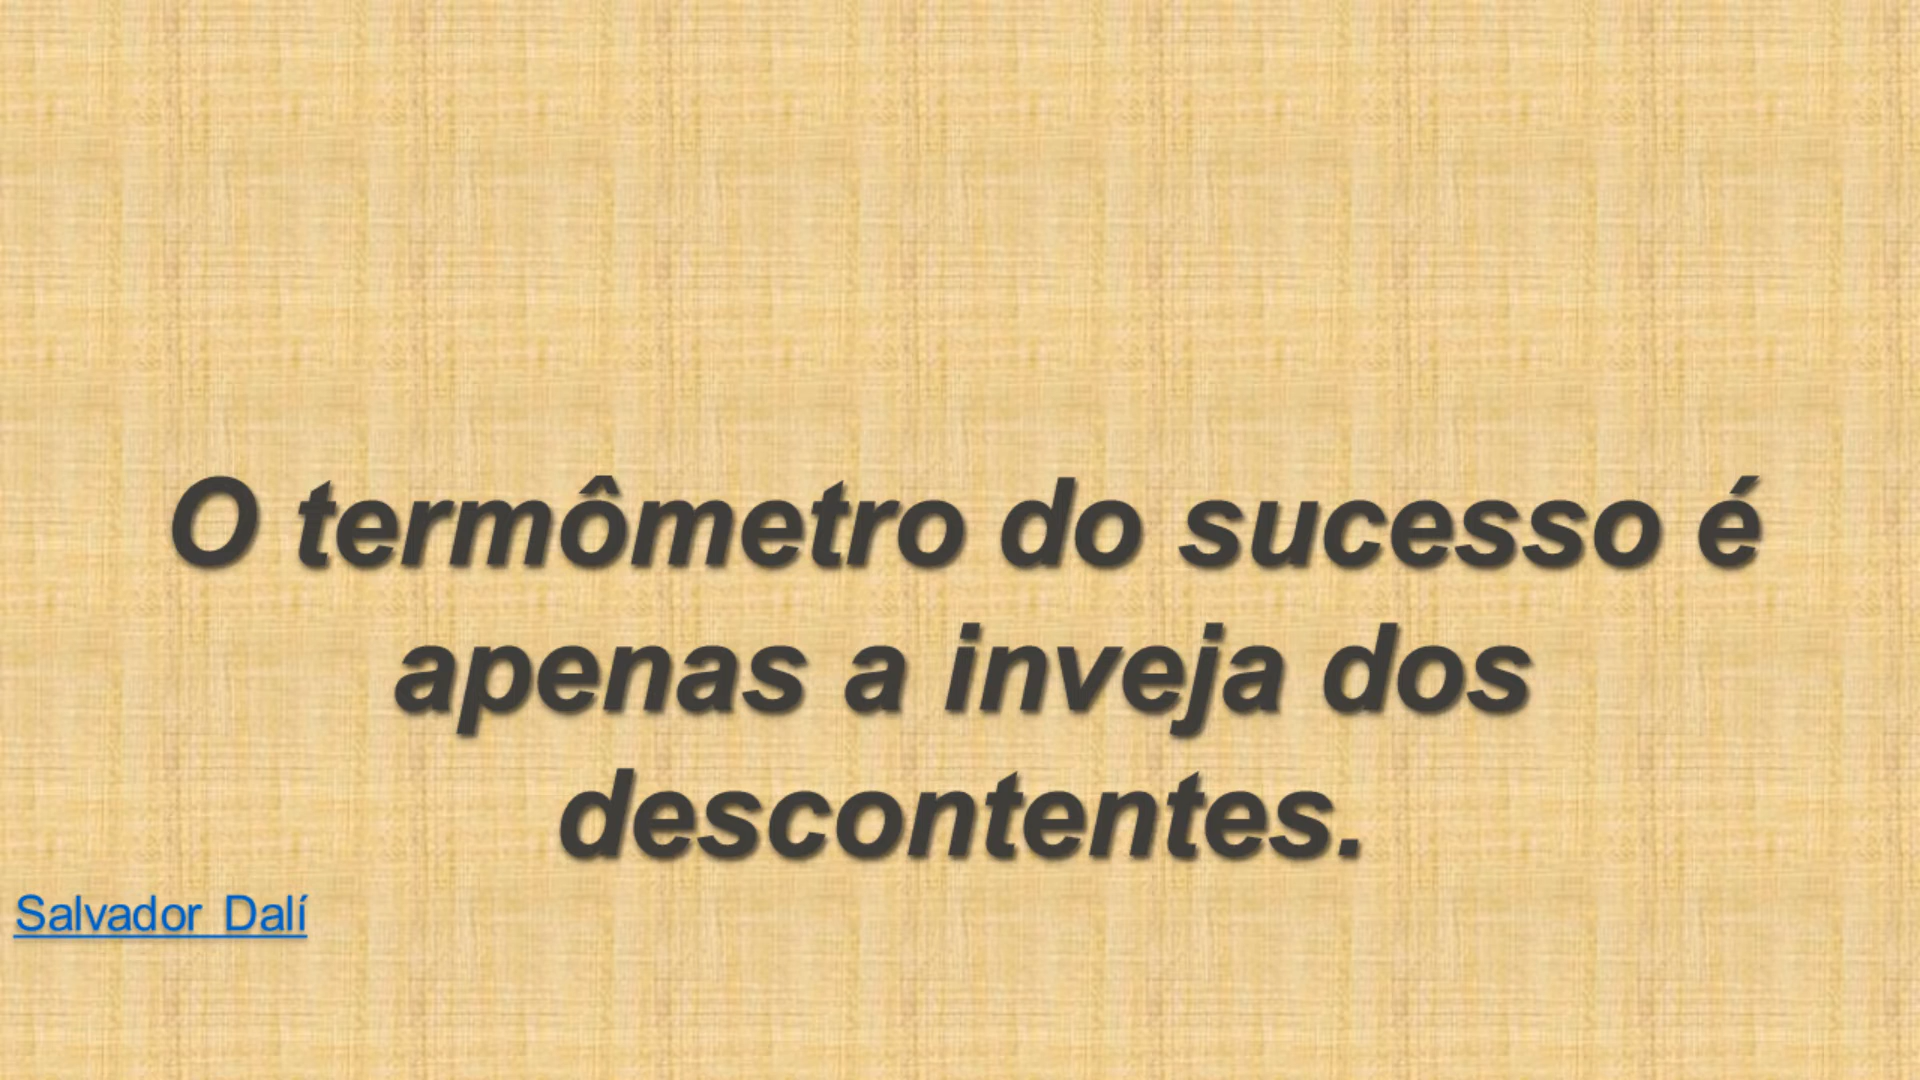 O termômetro do sucesso é
apenas a inveja dos
descontentes.
Salvador Dalí